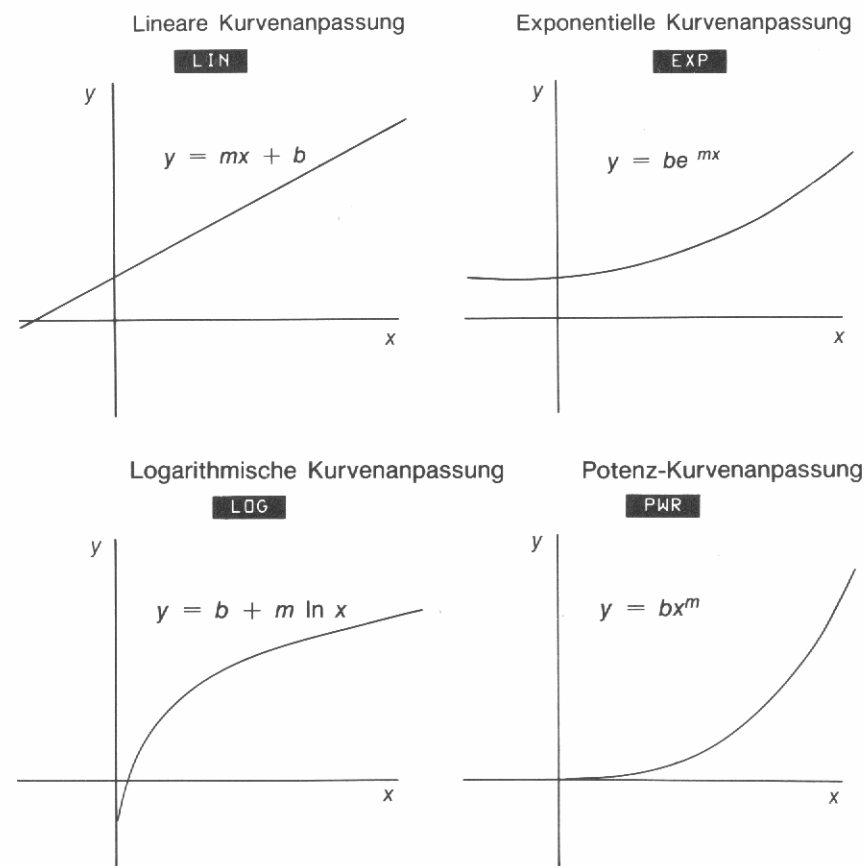 Lineare Kurvenanpassung
LIN
y
y = mx + b
x
Exponentielle Kurvenanpassung
EXP
y
y = be^mx
x
Logarithmische Kurvenanpassung
LOG
y
y = b + m ln x
x
Potenz-Kurvenanpassung
PWR
y
y = bx^m
x